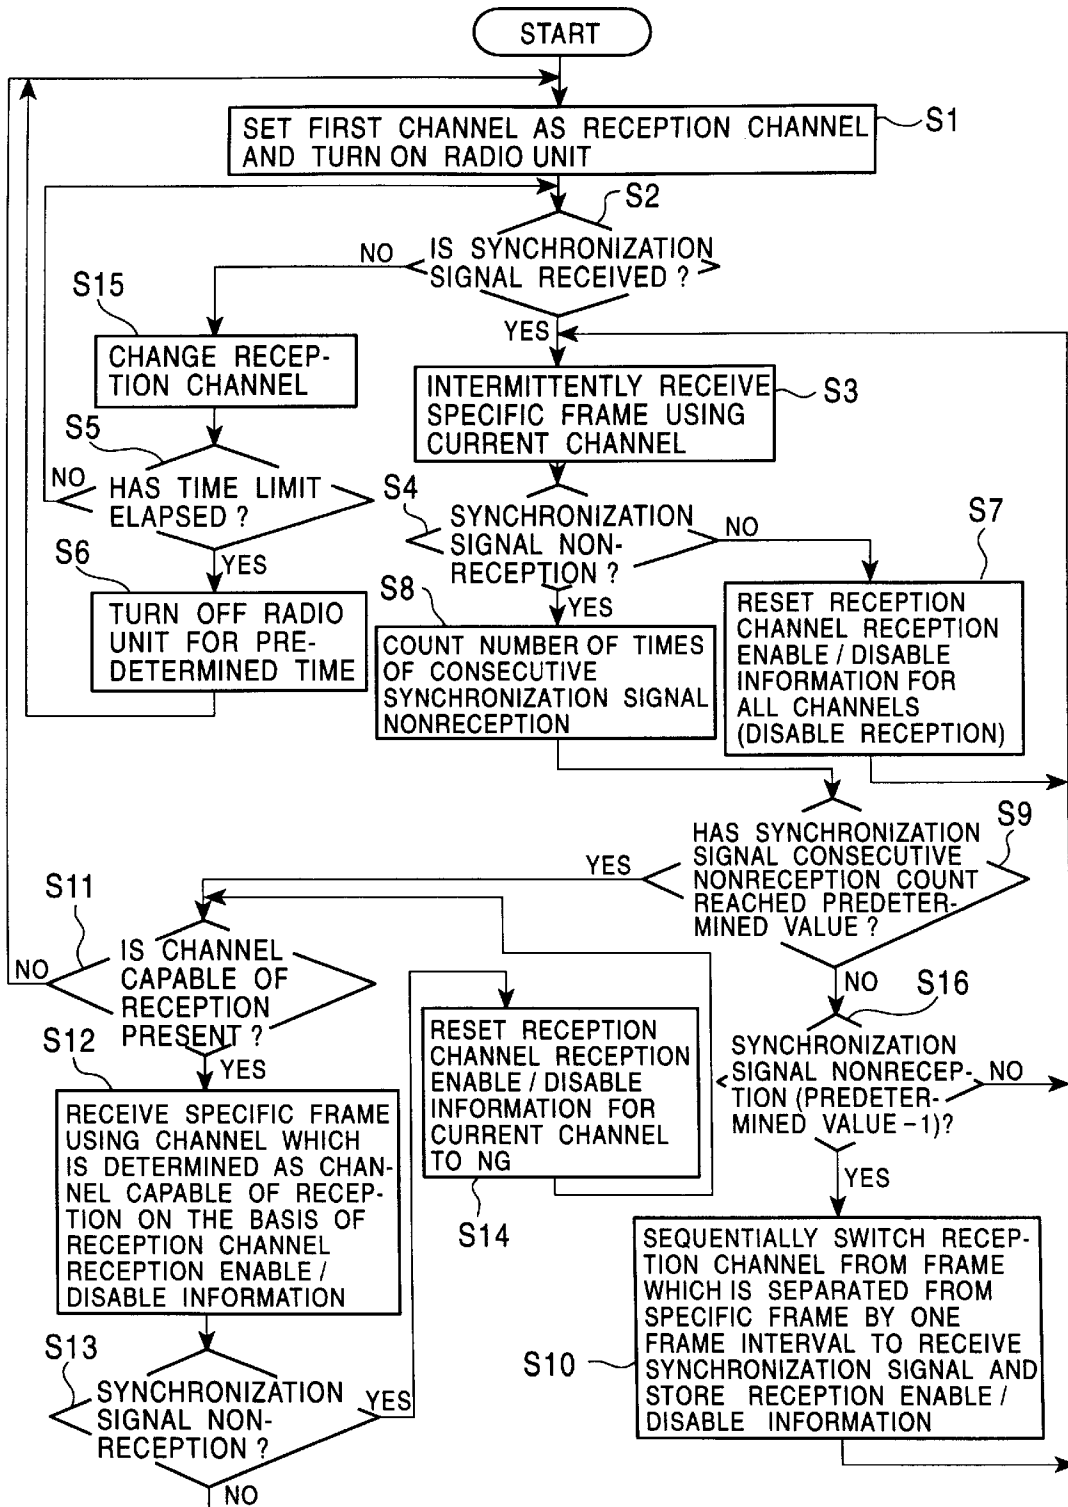 START
SET FIRST CHANNEL AS RECEPTION CHANNEL
AND TURN ON RADIO UNIT
S1
S2
IS SYNCHRONIZATION
SIGNAL RECEIVED ?
NO
YES
S15
CHANGE RECEP-
TION CHANNEL
S5
HAS TIME LIMIT
ELAPSED ?
NO
YES
S6
TURN OFF RADIO
UNIT FOR PRE-
DETERMINED TIME
INTERMITTENTLY RECEIVE
SPECIFIC FRAME USING
CURRENT CHANNEL
S3
S4
SYNCHRONIZATION
SIGNAL NON-
RECEPTION ?
NO
YES
S7
RESET RECEPTION
CHANNEL RECEPTION
ENABLE / DISABLE
INFORMATION FOR
ALL CHANNELS
(DISABLE RECEPTION)
S8
COUNT NUMBER OF TIMES
OF CONSECUTIVE
SYNCHRONIZATION SIGNAL
NONRECEPTION
S9
HAS SYNCHRONIZATION
SIGNAL CONSECUTIVE
NONRECEPTION COUNT
REACHED PREDETER-
MINED VALUE ?
YES
NO
S11
IS CHANNEL
CAPABLE OF
RECEPTION
PRESENT ?
NO
YES
S12
RECEIVE SPECIFIC FRAME
USING CHANNEL WHICH
IS DETERMINED AS CHAN-
NEL CAPABLE OF RECEP-
TION ON THE BASIS OF
RECEPTION CHANNEL
RECEPTION ENABLE /
DISABLE INFORMATION
S13
SYNCHRONIZATION
SIGNAL NON-
RECEPTION ?
YES
NO
RESET RECEPTION
CHANNEL RECEPTION
ENABLE / DISABLE
INFORMATION FOR
CURRENT CHANNEL
TO NG
S14
S16
SYNCHRONIZATION
SIGNAL NONRECEP-
TION (PREDETER-
MINED VALUE -1)?
NO
YES
SEQUENTIALLY SWITCH RECEP-
TION CHANNEL FROM FRAME
WHICH IS SEPARATED FROM
SPECIFIC FRAME BY ONE
FRAME INTERVAL TO RECEIVE
SYNCHRONIZATION SIGNAL AND
STORE RECEPTION ENABLE /
DISABLE INFORMATION
S10